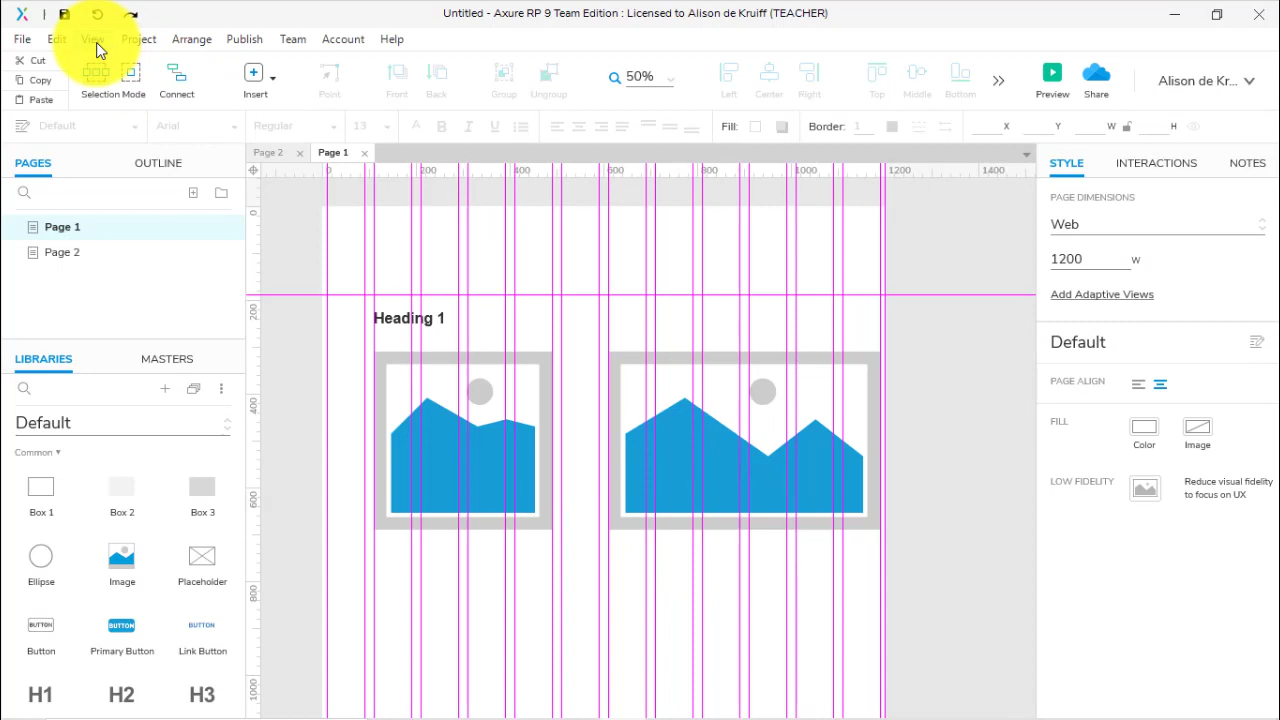 Untitled - Axure RP 9 Team Edition : Licensed to Alison de Kruiff (TEACHER)
File Edit View Project Arrange Publish Team Account Help
Cut
Copy
Paste
Selection Mode Connect Insert Point Front Back Group Ungroup 50% Left Center Right Top Middle Bottom Preview Share Alison de Kr...
Default Arial Regular 13 Fill: Border: 1 X Y W H
PAGES OUTLINE
Page 2 Page 1
STYLE INTERACTIONS NOTES
0 200 400 600 800 1000 1200 1400
Page 1
Page 2
0
200
400
600
800
1000
PAGE DIMENSIONS
Web
1200 W
Add Adaptive Views
Heading 1
Default
LIBRARIES MASTERS
PAGE ALIGN
Default
FILL
Color Image
Common
LOW FIDELITY
Reduce visual fidelity
to focus on UX
Box 1 Box 2 Box 3
Ellipse Image Placeholder
BUTTON BUTTON BUTTON
Button Primary Button Link Button
H1 H2 H3